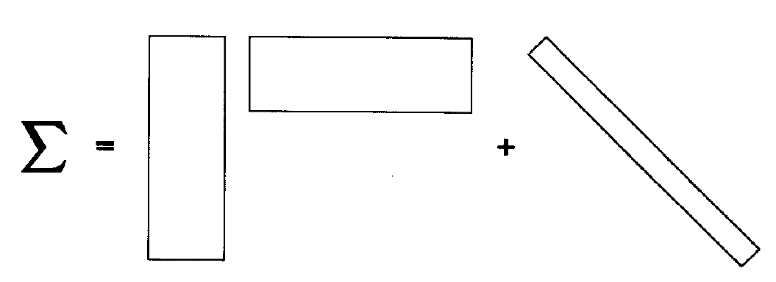 Σ = +